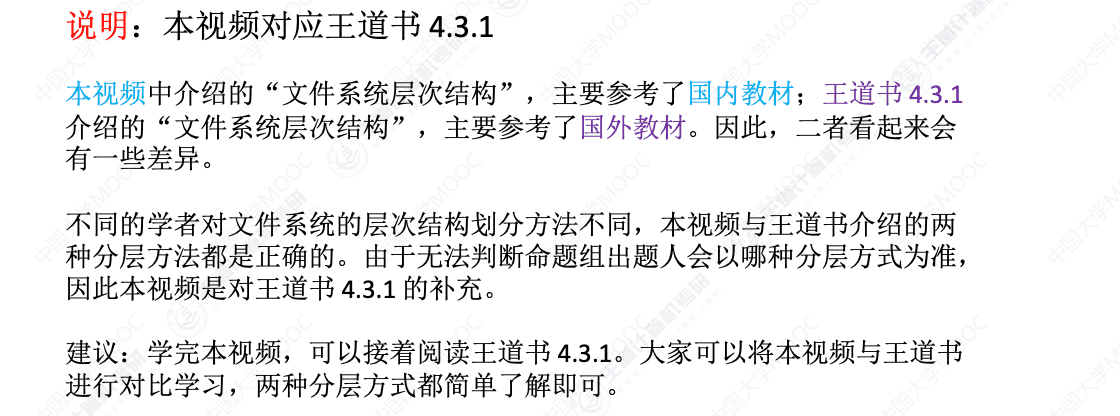 说明：本视频对应王道书 4.3.1
本视频中介绍的“文件系统层次结构”，主要参考了国内教材；王道书 4.3.1
介绍的“文件系统层次结构”，主要参考了国外教材。因此，二者看起来会
有一些差异。
不同的学者对文件系统的层次结构划分方法不同，本视频与王道书介绍的两
种分层方法都是正确的。由于无法判断命题组出题人会以哪种分层方式为准，
因此本视频是对王道书 4.3.1 的补充。
建议：学完本视频，可以接着阅读王道书 4.3.1。大家可以将本视频与王道书
进行对比学习，两种分层方式都简单了解即可。